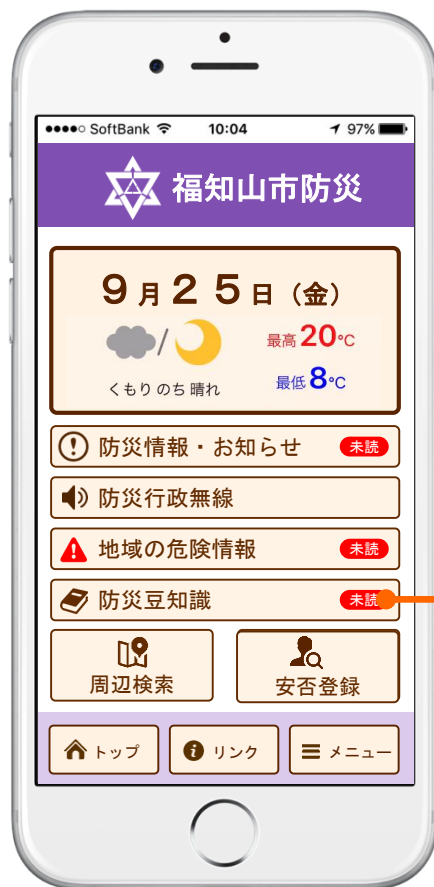 ●●●●○ SoftBank 10:04 97%
福知山市防災
９月２５日（金）
最高20℃
くもり のち 晴れ 最低8℃
防災情報・お知らせ 未読
防災行政無線
地域の危険情報 未読
防災豆知識 未読
周辺検索 安否登録
トップ リンク メニュー